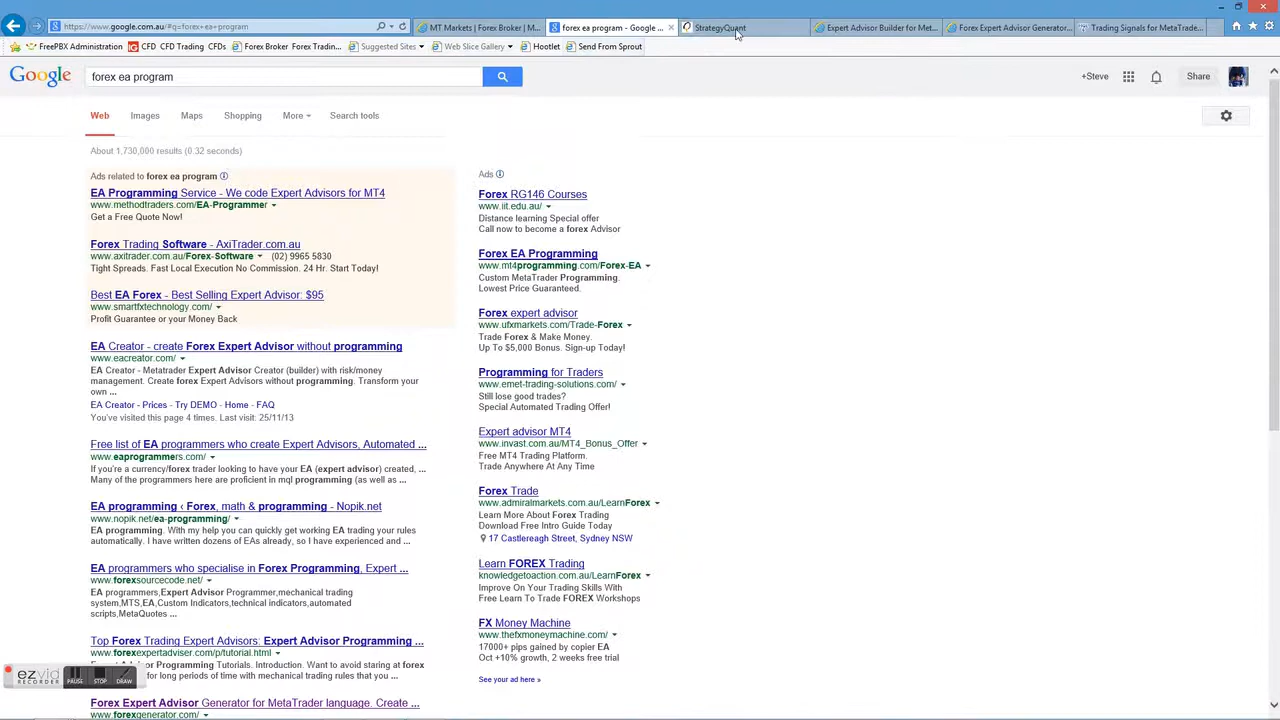 https://www.google.com.au/#q=forex+ea+program
MT Markets | Forex Broker | M...
forex ea program - Google ...
StrategyQuant
Expert Advisor Builder for Met...
Forex Expert Advisor Generator...
Trading Signals for MetaTrade...
FreePBX Administration
CFD CFD Trading CFDs
Forex Broker Forex Tradin...
Suggested Sites
Web Slice Gallery
Hootlet
Send From Sprout
Google
forex ea program
+Steve
Share
Web
Images
Maps
Shopping
More
Search tools
About 1,730,000 results (0.32 seconds)
Ads related to forex ea program
EA Programming Service - We code Expert Advisors for MT4
www.methodtraders.com/EA-Programmer
Get a Free Quote Now!
Forex Trading Software - AxiTrader.com.au
www.axitrader.com.au/Forex-Software (02) 9965 5830
Tight Spreads. Fast Local Execution No Commission. 24 Hr. Start Today!
Best EA Forex - Best Selling Expert Advisor: $95
www.smartfxtechnology.com/
Profit Guarantee or your Money Back
EA Creator - create Forex Expert Advisor without programming
www.eacreator.com/
EA Creator - Metatrader Expert Advisor Creator (builder) with risk/money
management. Create forex Expert Advisors without programming. Transform your
own ...
EA Creator - Prices - Try DEMO - Home - FAQ
You've visited this page 4 times. Last visit: 25/11/13
Free list of EA programmers who create Expert Advisors, Automated ...
www.eaprogrammers.com/
If you're a currency/forex trader looking to have your EA (expert advisor) created, ...
Many of the programmers here are proficient in mql programming (as well as ...
EA programming ‹ Forex, math & programming - Nopik.net
www.nopik.net/ea-programming/
EA programming. With my help you can quickly get working EA trading your rules
automatically. I have written dozens of EAs already, so I have experienced and ...
EA programmers who specialise in Forex Programming, Expert ...
www.forexsourcecode.net/
EA programmers,Expert Advisor Programmer,mechanical trading
system,MTS,EA,Custom Indicators,technical indicators,automated
scripts,MetaQuotes ...
Top Forex Trading Expert Advisors: Expert Advisor Programming ...
www.forexexpertadviser.com/p/tutorial.html
Expert Advisor Programming Tutorials. Introduction. Want to avoid staring at forex
for long periods of time with mechanical trading rules that you ...
Forex Expert Advisor Generator for MetaTrader language. Create ...
www.forexgenerator.com/
Ads
Forex RG146 Courses
www.iit.edu.au/
Distance learning Special offer
Call now to become a forex Advisor
Forex EA Programming
www.mt4programming.com/Forex-EA
Custom MetaTrader Programming.
Lowest Price Guaranteed.
Forex expert advisor
www.ufxmarkets.com/Trade-Forex
Trade Forex & Make Money.
Up To $5,000 Bonus. Sign-up Today!
Programming for Traders
www.emet-trading-solutions.com/
Still lose good trades?
Special Automated Trading Offer!
Expert advisor MT4
www.invast.com.au/MT4_Bonus_Offer
Free MT4 Trading Platform.
Trade Anywhere At Any Time
Forex Trade
www.admiralmarkets.com.au/LearnForex
Learn More About Forex Trading
Download Free Intro Guide Today
17 Castlereagh Street, Sydney NSW
Learn FOREX Trading
knowledgetoaction.com.au/LearnForex
Improve On Your Trading Skills With
Free Learn To Trade FOREX Workshops
FX Money Machine
www.thefxmoneymachine.com/
17000+ pips gained by copier EA
Oct +10% growth, 2 weeks free trial
See your ad here »
ezvid
RECORDER
PAUSE
STOP
DRAW